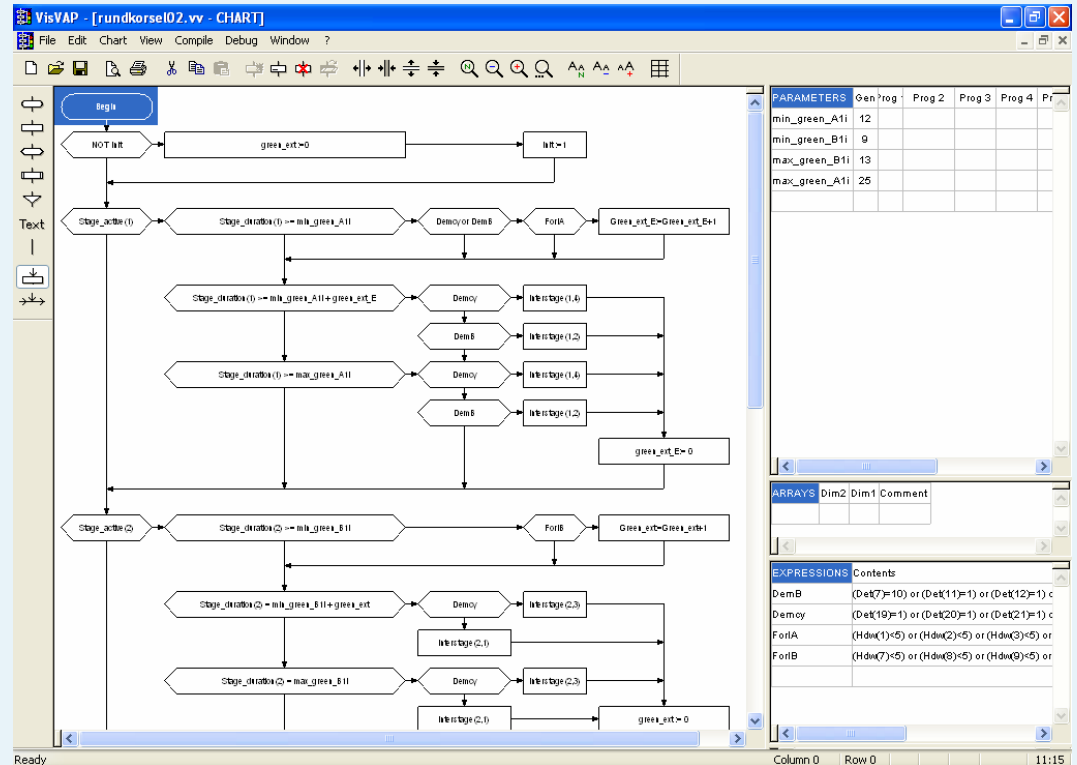 VisVAP - [rundkorsel02.vv - CHART]
File Edit Chart View Compile Debug Window ?
Text
Begin
NOT Init green_ext:=0 Init:=1
Stage_active(1) Stage_duration(1) >= min_green_A1i Demcy or DemB ForlA Green_ext_E:=Green_ext_E+1
Stage_duration(1) >= min_green_A1i + green_ext_E Demcy Interstage(1,4)
DemB Interstage(1,2)
Stage_duration(1) >= max_green_A1i Demcy Interstage(1,4)
DemB Interstage(1,2)
green_ext_E:= 0
Stage_active(2) Stage_duration(2) >= min_green_B1i ForlB Green_ext=Green_ext+1
Stage_duration(2) = min_green_B1i + green_ext Demcy Interstage(2,3)
Interstage(2,1)
Stage_duration(2) = max_green_B1i Demcy Interstage(2,3)
Interstage(2,1) green_ext:= 0
PARAMETERS Gen Prog 2 Prog 3 Prog 4
min_green_A1i 12
min_green_B1i 9
max_green_B1i 13
max_green_A1i 25
ARRAYS Dim2 Dim1 Comment
EXPRESSIONS Contents
DemB (Det(7)=10) or (Det(11)=1) or (Det(12)=1)
Demcy (Det(19)=1) or (Det(20)=1) or (Det(21)=1)
ForlA (Hdw(1)<5) or (Hdw(2)<5) or (Hdw(3)<5) or
ForlB (Hdw(7)<5) or (Hdw(8)<5) or (Hdw(9)<5) or
Ready Column 0 Row 0 11:15